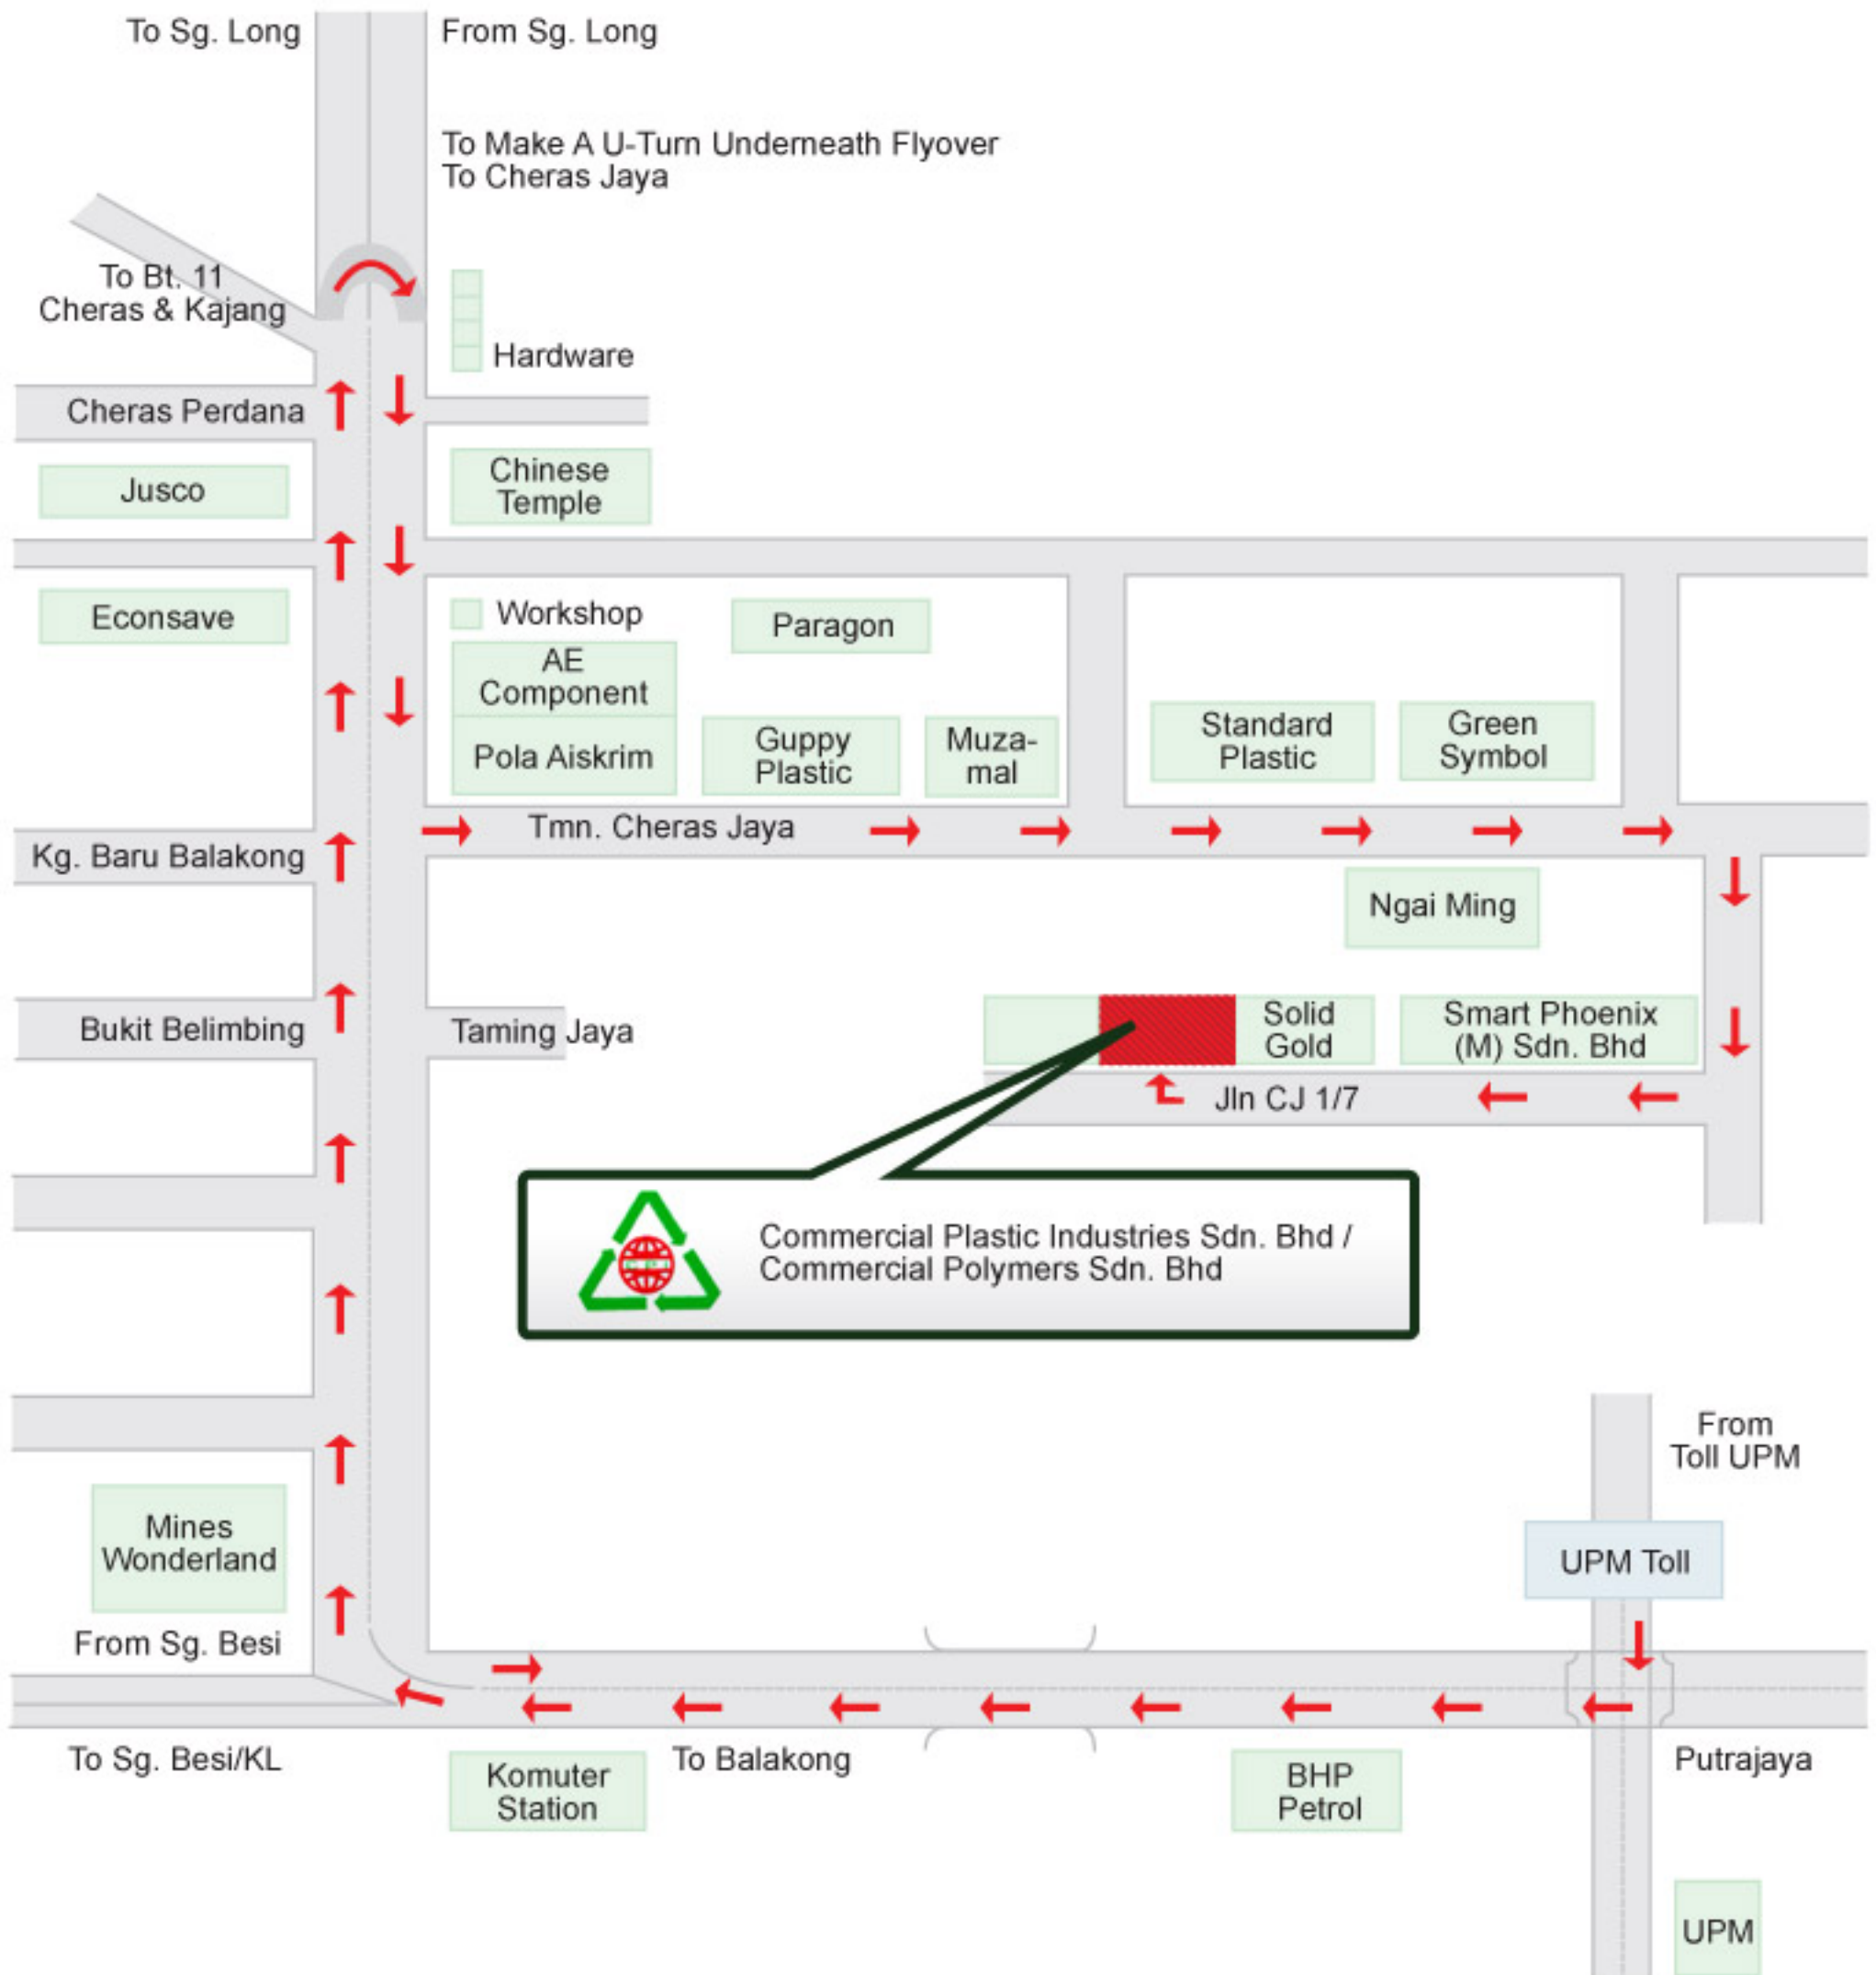 To Sg. Long
From Sg. Long
To Make A U-Turn Underneath Flyover
To Cheras Jaya
To Bt. 11
Cheras & Kajang
Hardware
Cheras Perdana
Jusco
Chinese
Temple
Econsave
Workshop
Paragon
AE
Component
Pola Aiskrim
Guppy
Plastic
Muza-
mal
Standard
Plastic
Green
Symbol
Tmn. Cheras Jaya
Kg. Baru Balakong
Ngai Ming
Bukit Belimbing
Taming Jaya
Solid
Gold
Smart Phoenix
(M) Sdn. Bhd
Jln CJ 1/7
Commercial Plastic Industries Sdn. Bhd /
Commercial Polymers Sdn. Bhd
From
Toll UPM
Mines
Wonderland
UPM Toll
From Sg. Besi
To Sg. Besi/KL
Komuter
Station
To Balakong
BHP
Petrol
Putrajaya
UPM